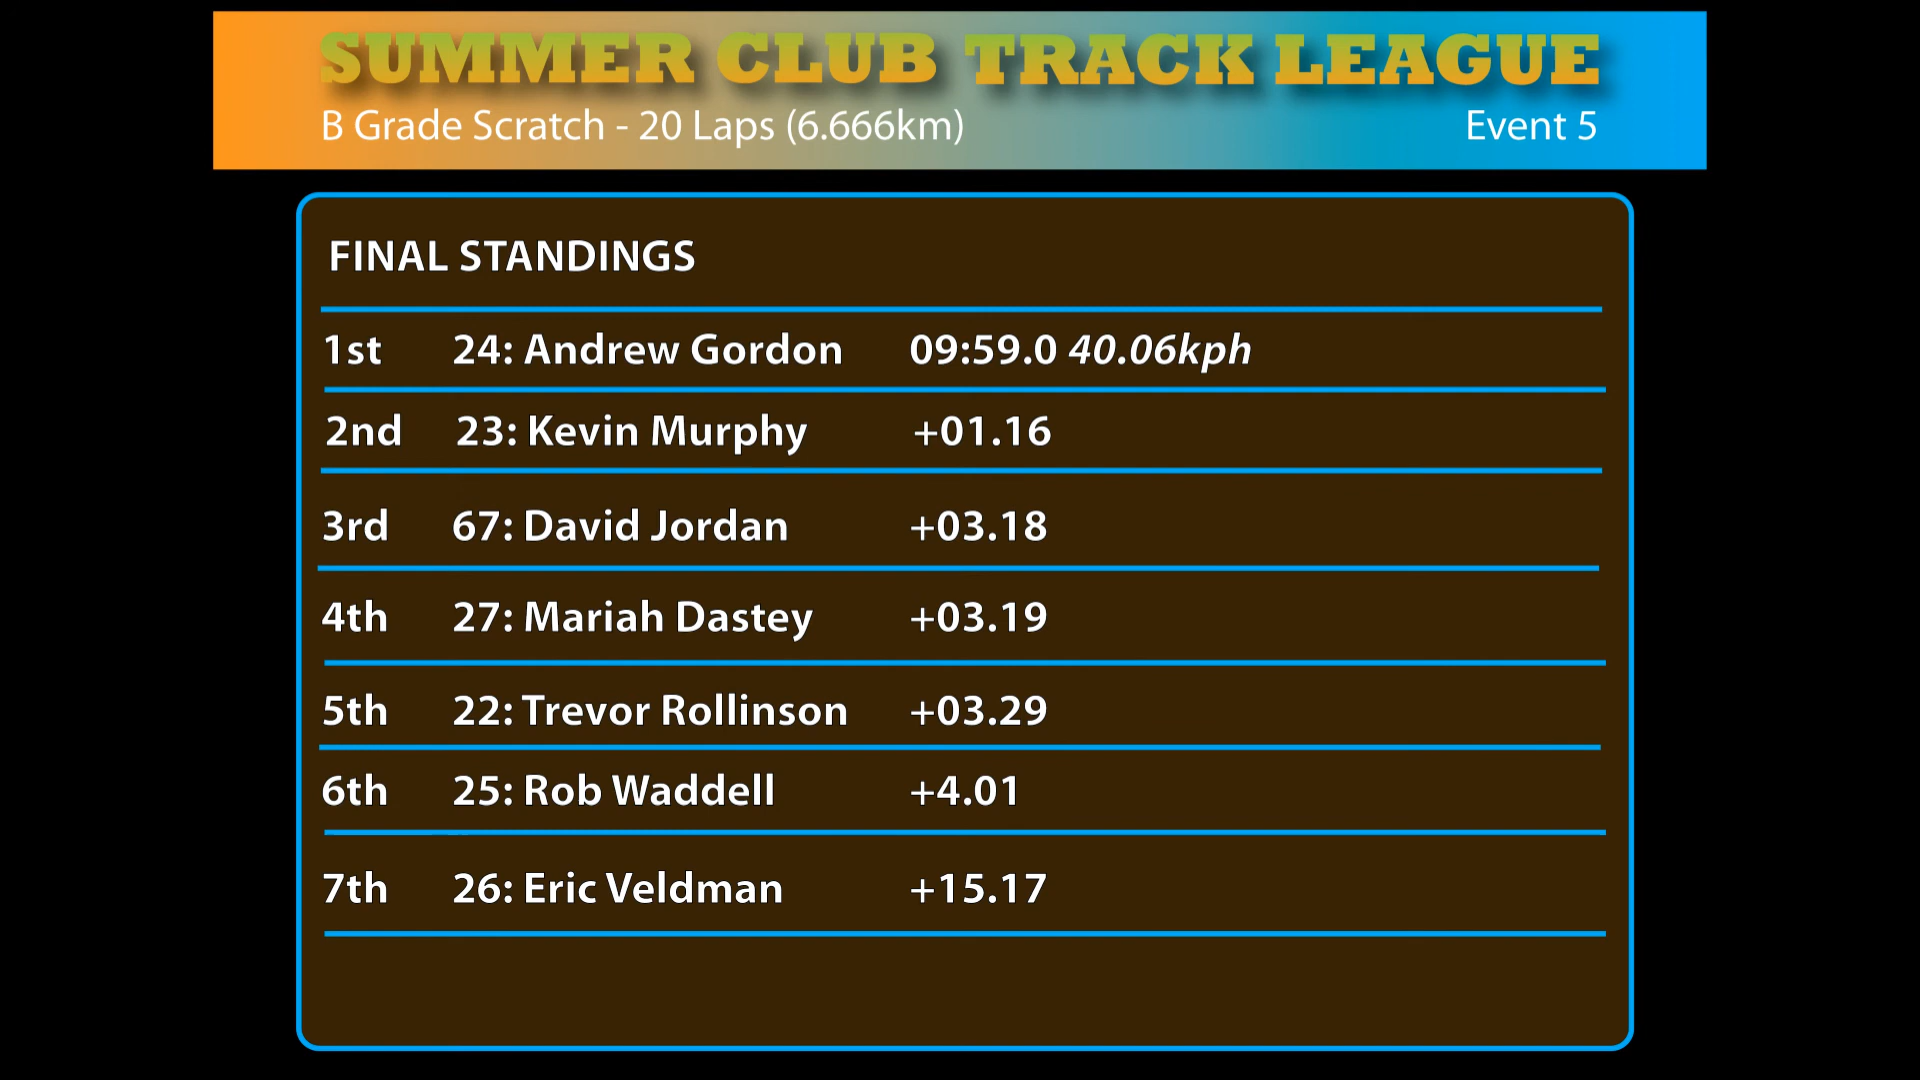 SUMMER CLUB TRACK LEAGUE
B Grade Scratch - 20 Laps (6.666km) Event 5
FINAL STANDINGS
1st 24: Andrew Gordon 09:59.0 40.06kph
2nd 23: Kevin Murphy +01.16
3rd 67: David Jordan +03.18
4th 27: Mariah Dastey +03.19
5th 22: Trevor Rollinson +03.29
6th 25: Rob Waddell +4.01
7th 26: Eric Veldman +15.17